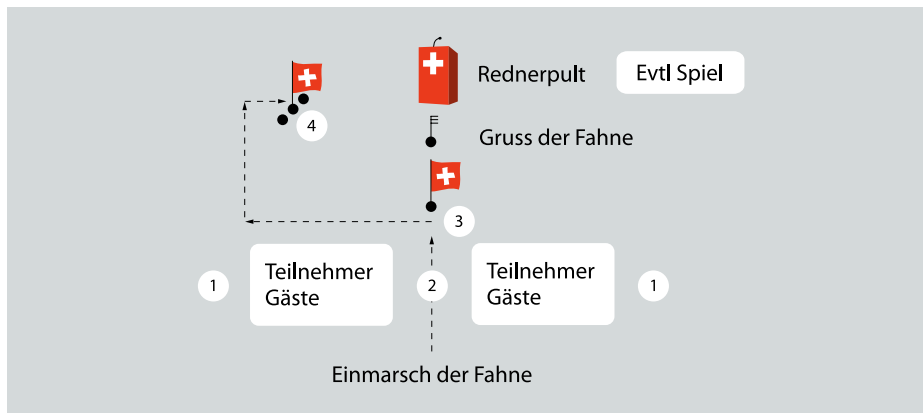 Rednerpult
Evtl Spiel
4
Gruss der Fahne
3
1
Teilnehmer
Gäste
2
Teilnehmer
Gäste
1
Einmarsch der Fahne